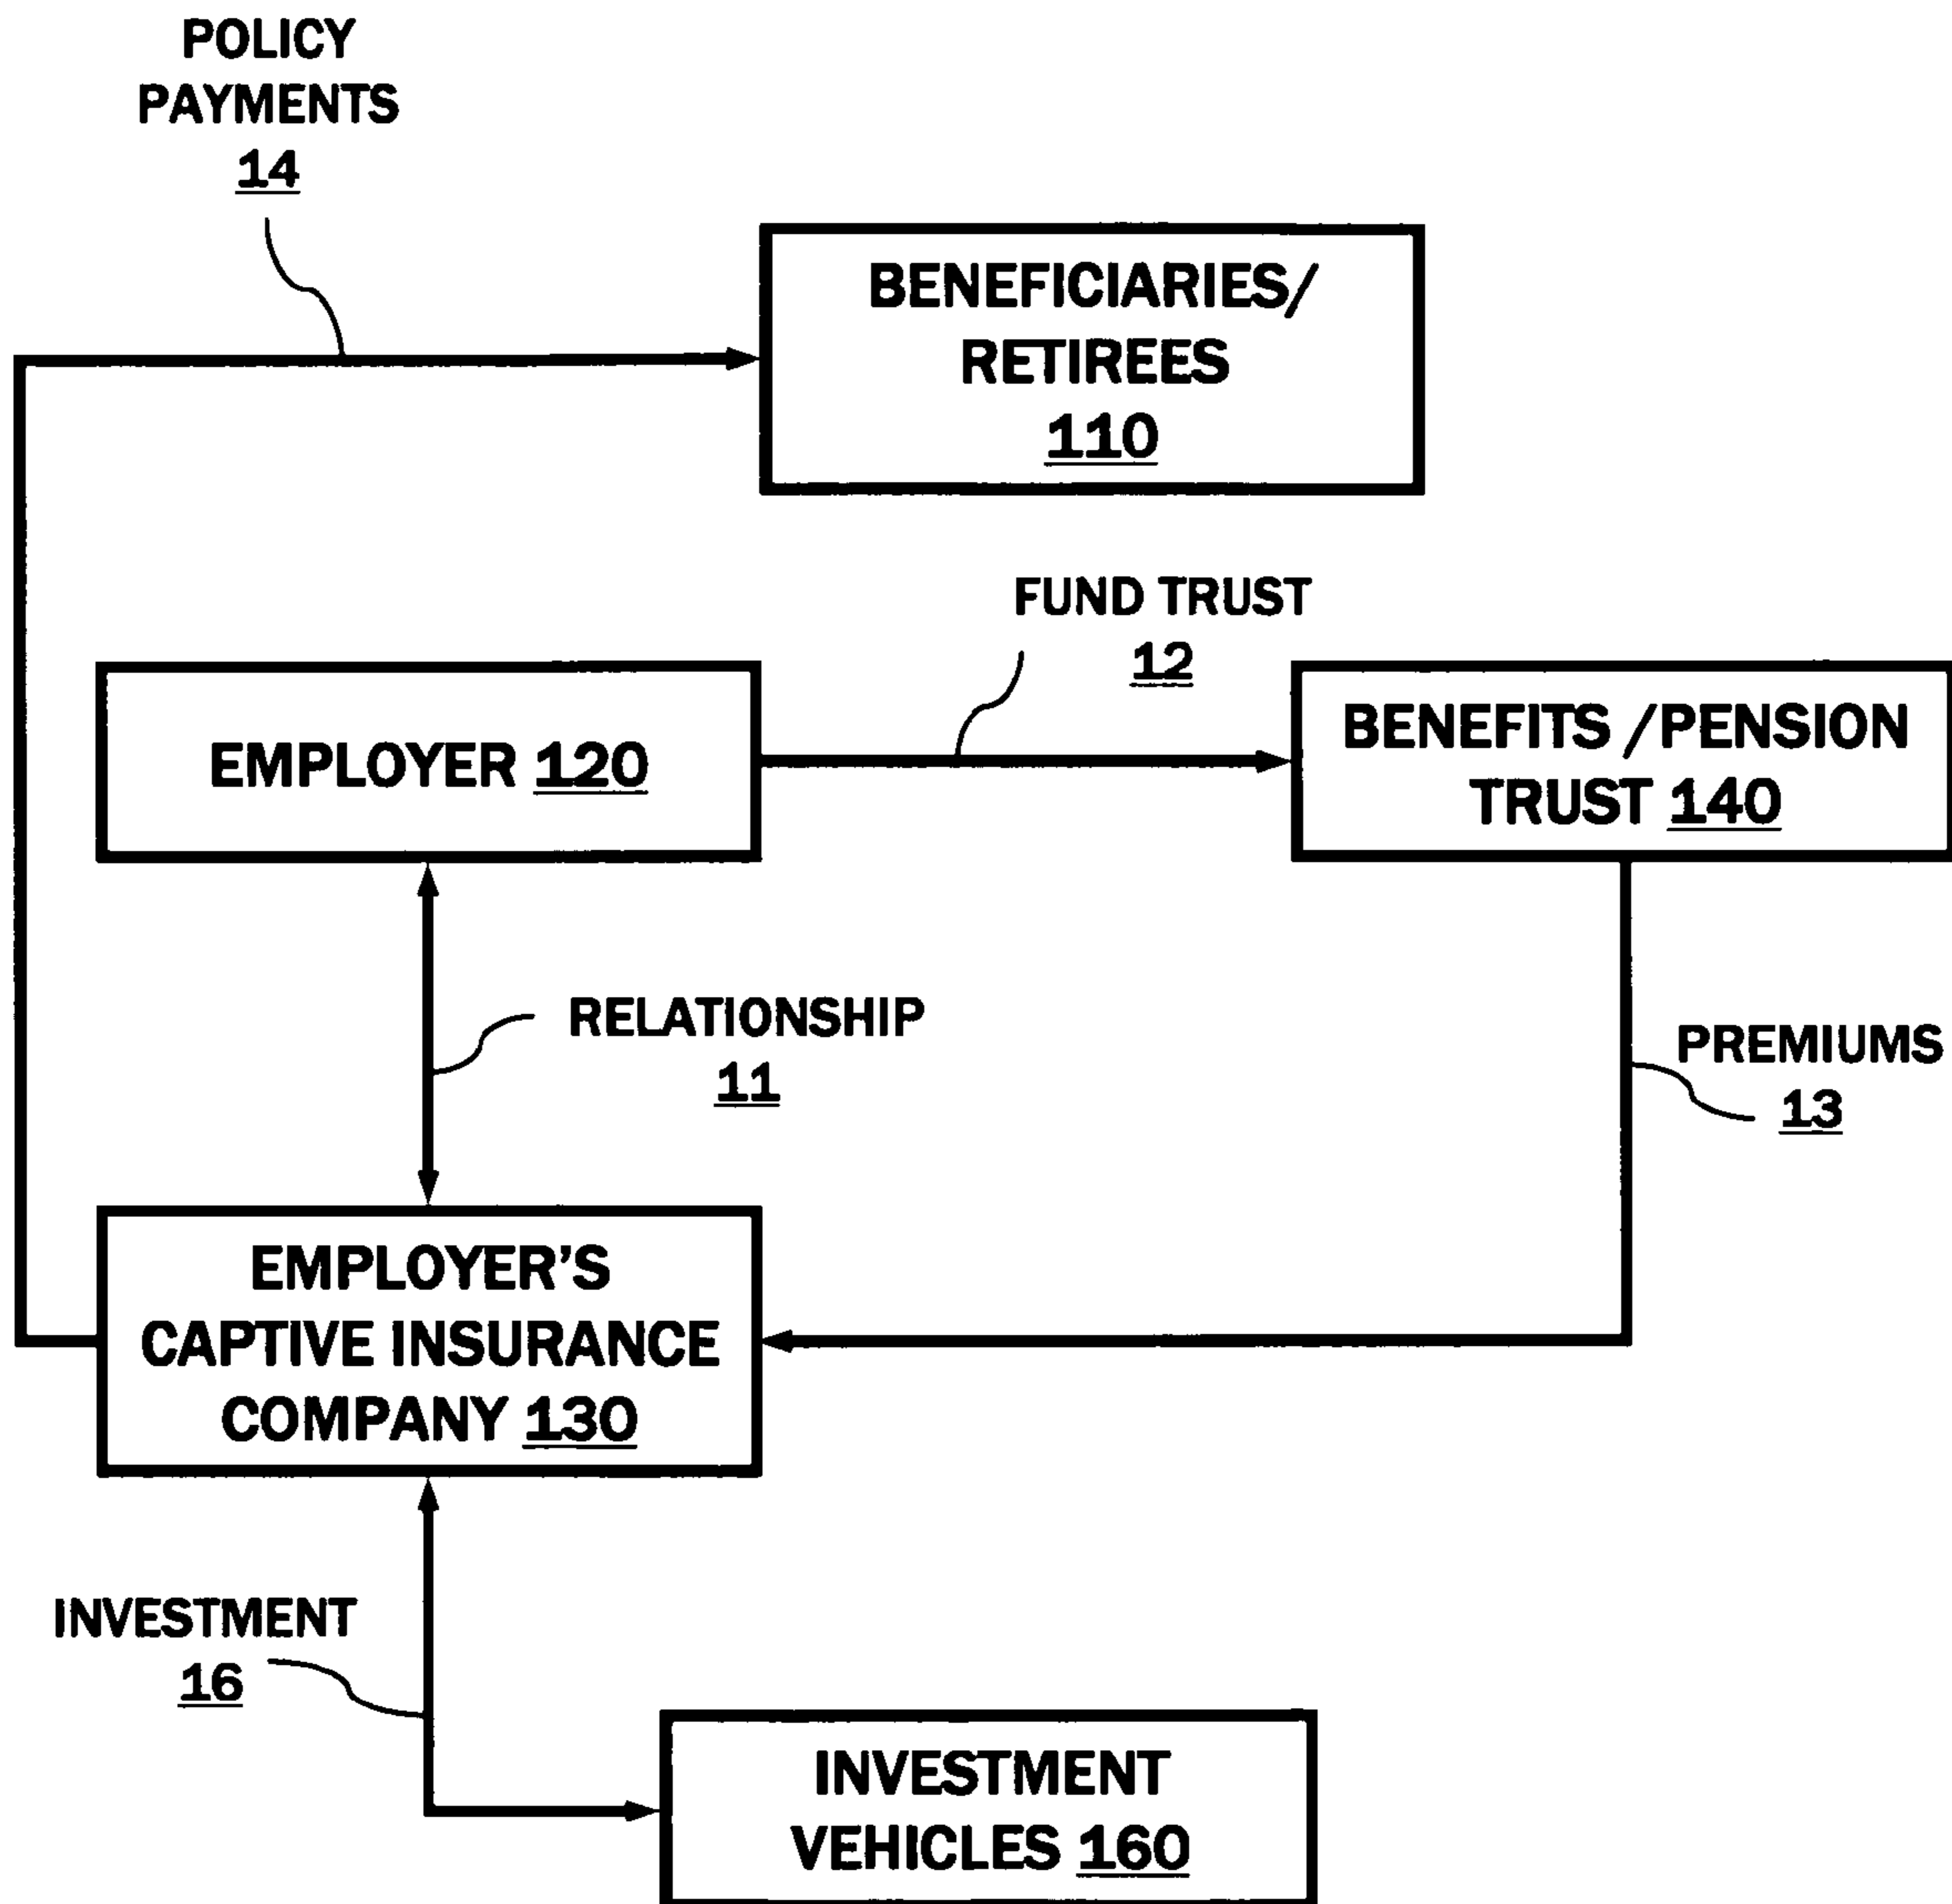 POLICY
PAYMENTS
14
BENEFICIARIES/
RETIREES
110
FUND TRUST
12
EMPLOYER 120
BENEFITS /PENSION
TRUST 140
RELATIONSHIP
11
PREMIUMS
13
EMPLOYER'S
CAPTIVE INSURANCE
COMPANY 130
INVESTMENT
16
INVESTMENT
VEHICLES 160